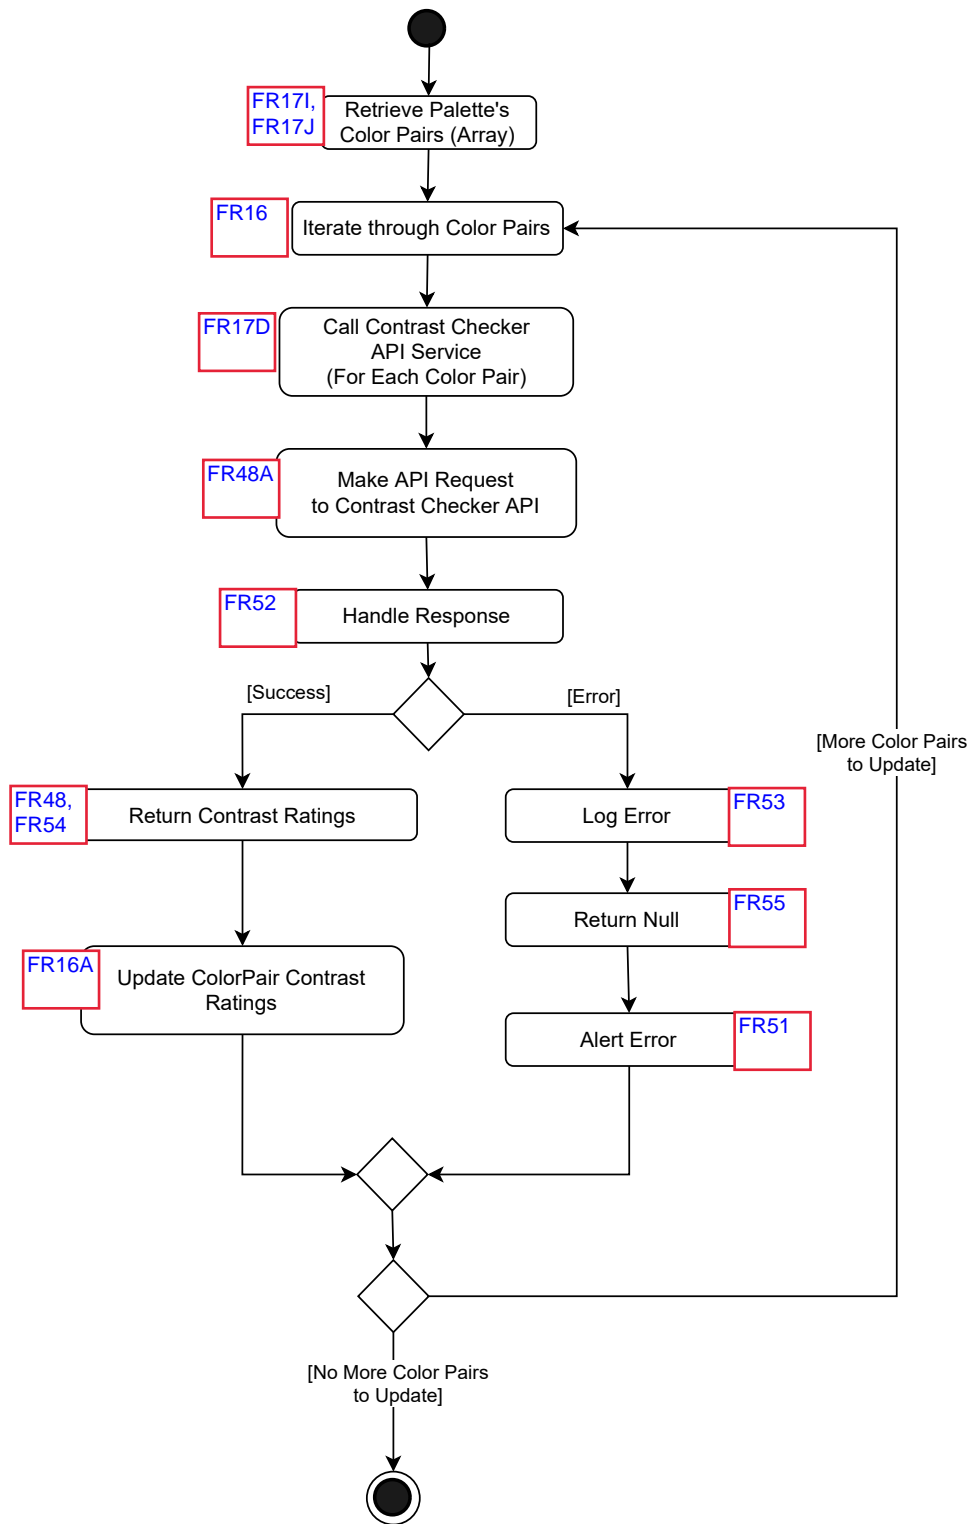 FR17I,
FR17J
Retrieve Palette's
Color Pairs (Array)
FR16
Iterate through Color Pairs
FR17D
Call Contrast Checker
API Service
(For Each Color Pair)
FR48A
Make API Request
to Contrast Checker API
FR52
Handle Response
[Success]
[Error]
[More Color Pairs
to Update]
FR48,
FR54
Return Contrast Ratings
Log Error
FR53
Return Null
FR55
FR16A
Update ColorPair Contrast
Ratings
Alert Error
FR51
[No More Color Pairs
to Update]